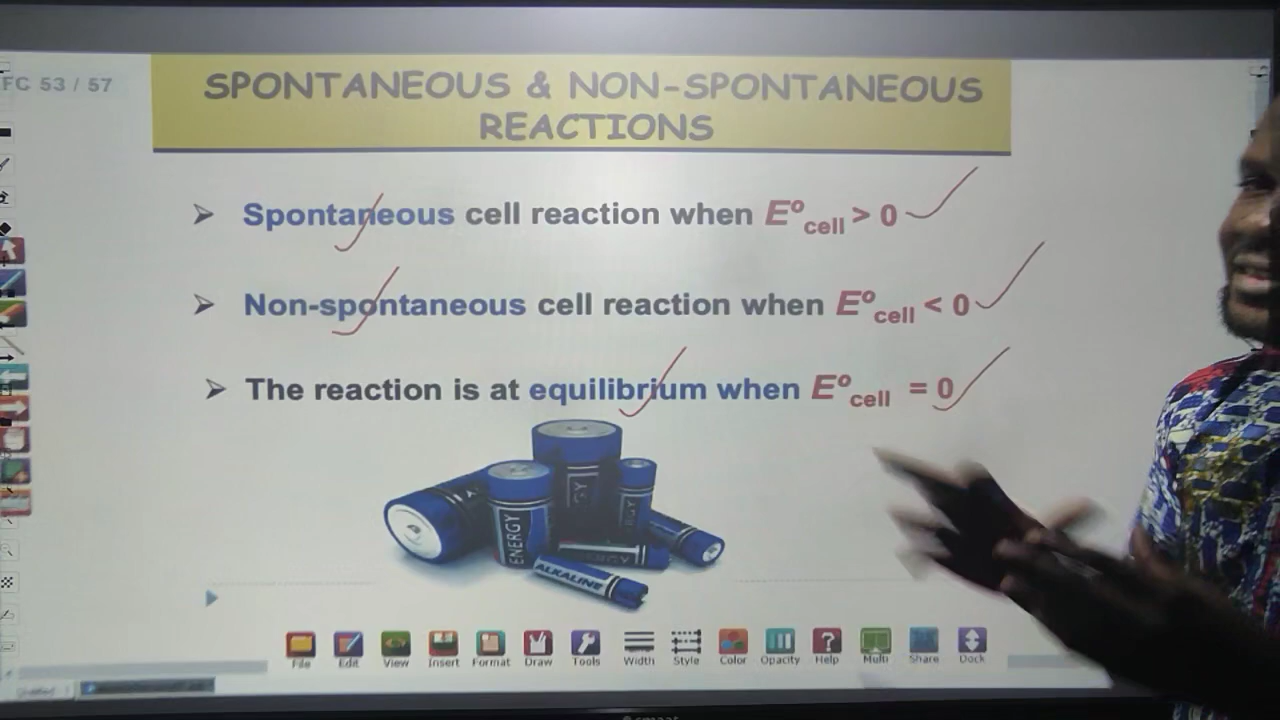 FC 53 / 57
SPONTANEOUS & NON-SPONTANEOUS
REACTIONS
➢ Spontaneous cell reaction when E°cell > 0
➢ Non-spontaneous cell reaction when E°cell < 0
➢ The reaction is at equilibrium when E°cell = 0
ENERGY
ALKALINE
File Edit View Insert Format Draw Tools Width Style Color Opacity Help Multi Share Dock
Untitled